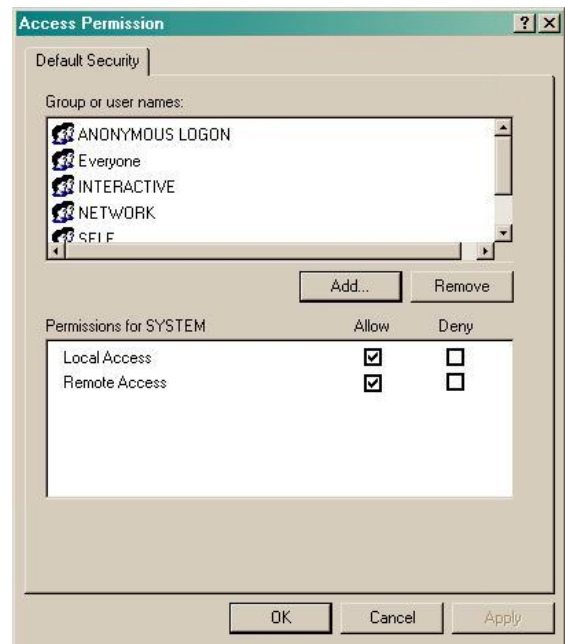 Access Permission
Default Security
Group or user names:
ANONYMOUS LOGON
Everyone
INTERACTIVE
NETWORK
SELF
Add... Remove
Permissions for SYSTEM Allow Deny
Local Access
Remote Access
OK Cancel Apply